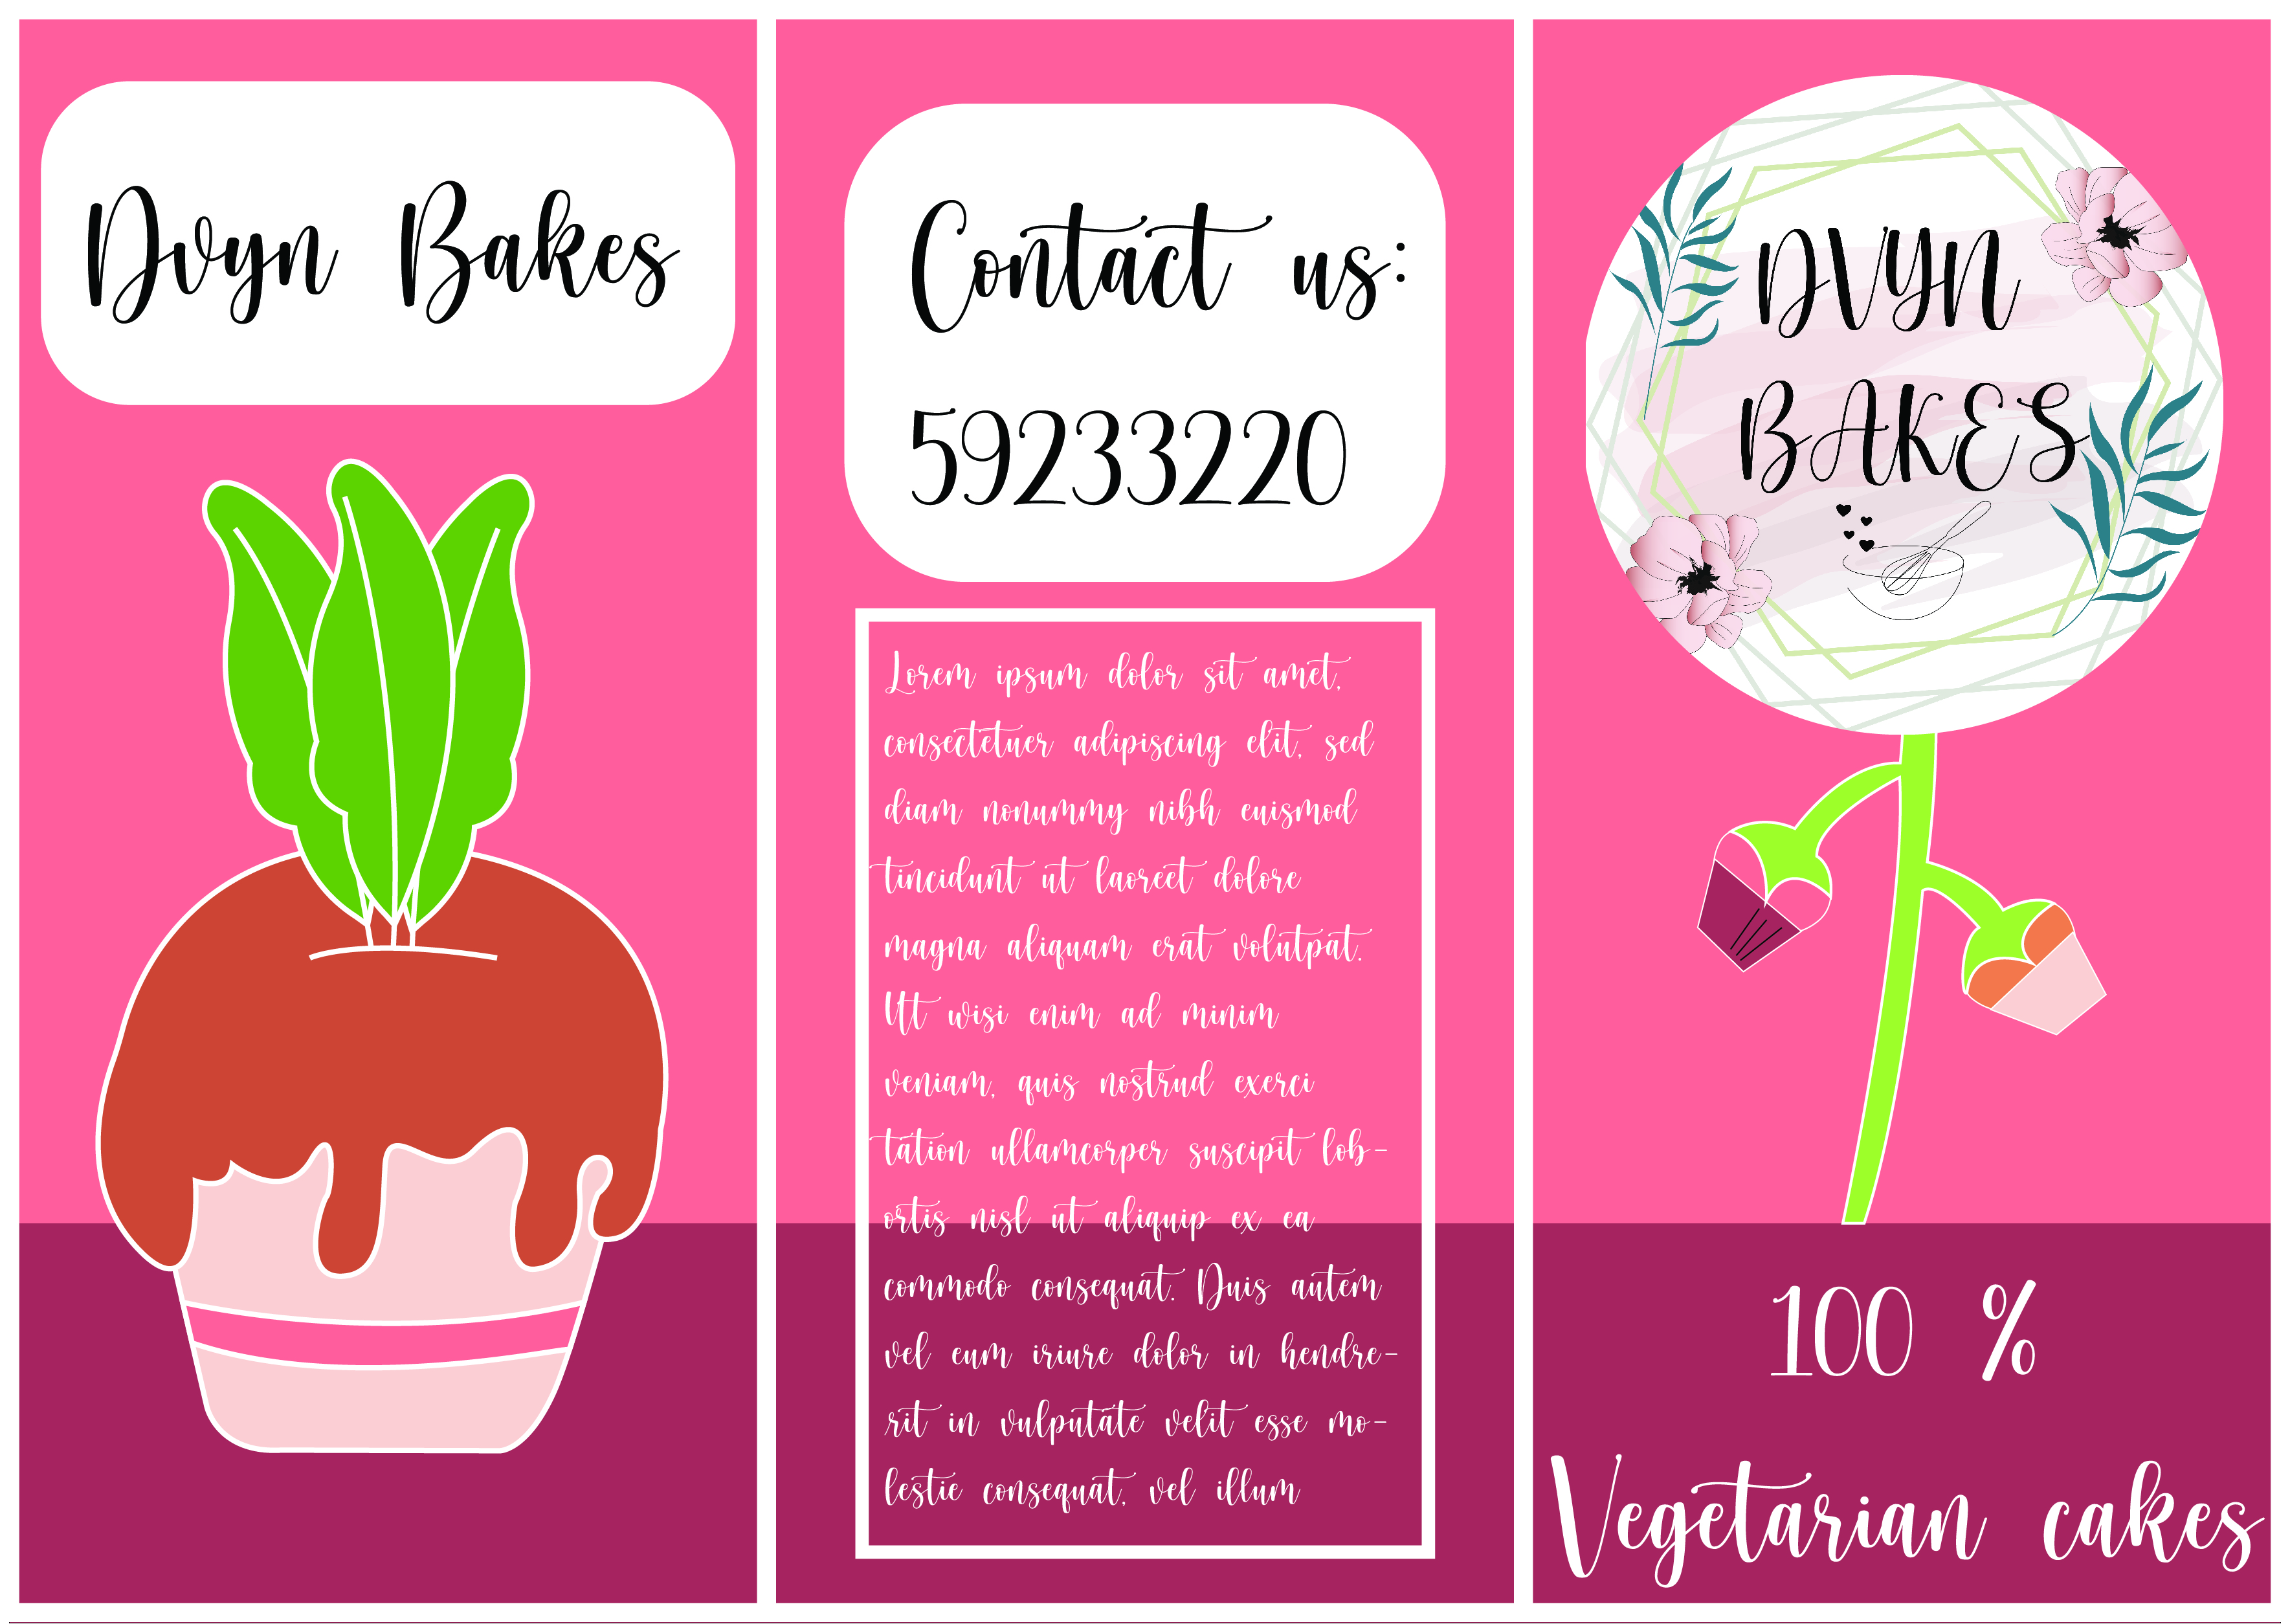 Dvyn Bakes
Contact us:
59233220
Lorem ipsum dolor sit amet,
consectetuer adipiscing elit, sed
diam nonummy nibh euismod
tincidunt ut laoreet dolore
magna aliquam erat volutpat.
Ut wisi enim ad minim
veniam, quis nostrud exerci
tation ullamcorper suscipit lob-
ortis nisl ut aliquip ex ea
commodo consequat. Duis autem
vel eum iriure dolor in hendre-
rit in vulputate velit esse mo-
lestie consequat, vel illum
DVYN
BAKES
100 %
Vegetarian cakes